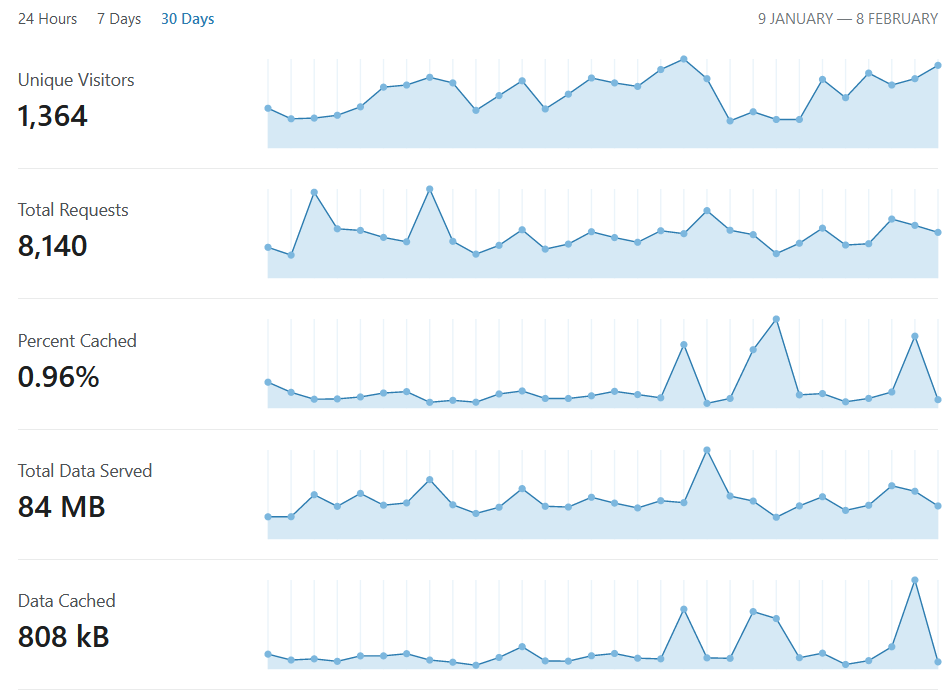 24 Hours 7 Days 30 Days 9 JANUARY — 8 FEBRUARY
Unique Visitors
1,364
Total Requests
8,140
Percent Cached
0.96%
Total Data Served
84 MB
Data Cached
808 kB